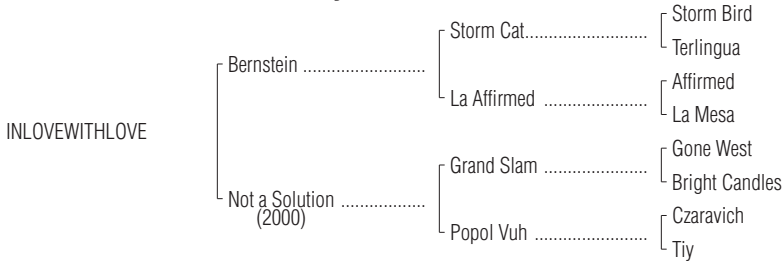 Storm Bird
Storm Cat..........................
Terlingua
Bernstein ..........................
Affirmed
La Affirmed ......................
La Mesa
INLOVEWITHLOVE
Gone West
Grand Slam ......................
Bright Candles
Not a Solution ..................
(2000)
Czaravich
Popol Vuh ........................
Tiy